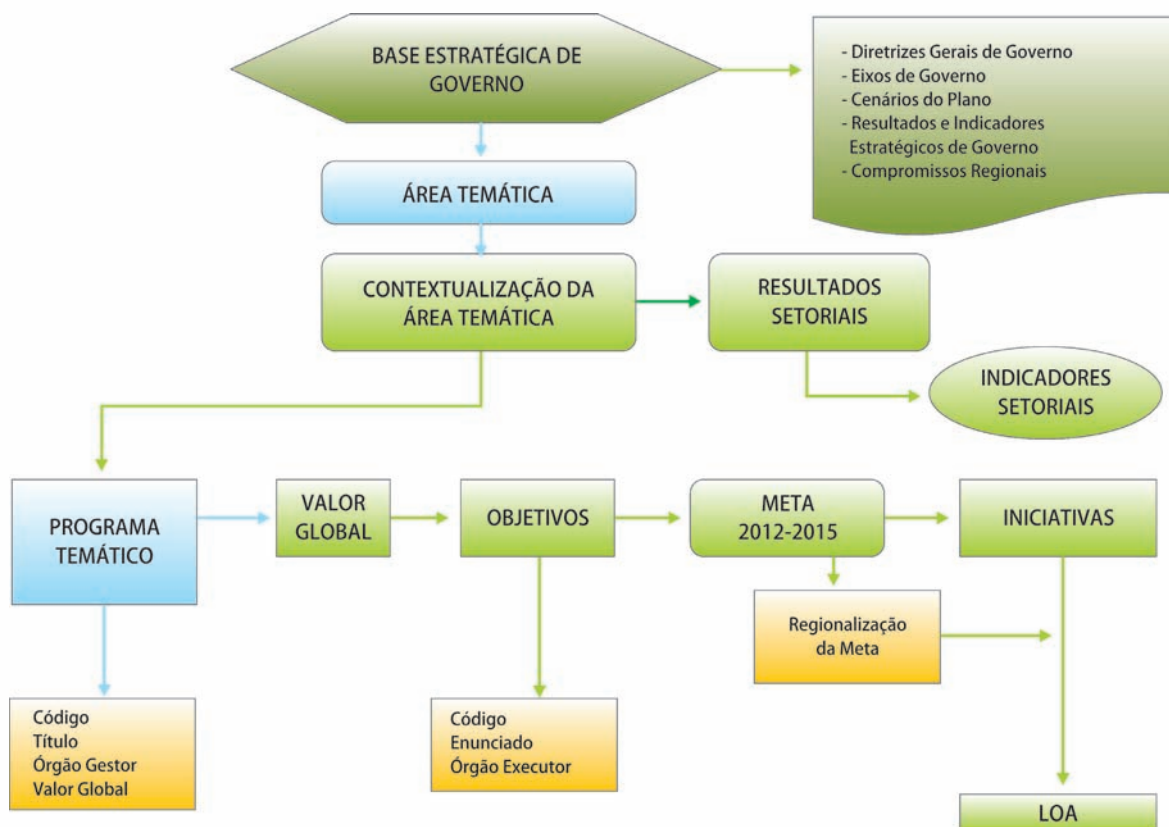 BASE ESTRATÉGICA DE
GOVERNO
- Diretrizes Gerais de Governo
- Eixos de Governo
- Cenários do Plano
- Resultados e Indicadores
Estratégicos de Governo
- Compromissos Regionais
ÁREA TEMÁTICA
CONTEXTUALIZAÇÃO DA
ÁREA TEMÁTICA
RESULTADOS
SETORIAIS
INDICADORES
SETORIAIS
PROGRAMA
TEMÁTICO
VALOR
GLOBAL
OBJETIVOS
META
2012-2015
INICIATIVAS
Regionalização
da Meta
Código
Título
Órgão Gestor
Valor Global
Código
Enunciado
Órgão Executor
LOA